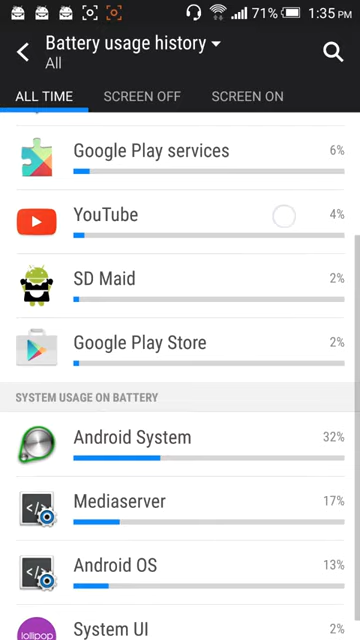 71% 1:35 PM
Battery usage history
All
ALL TIME SCREEN OFF SCREEN ON
Google Play services 6%
YouTube 4%
SD Maid 2%
Google Play Store 2%
SYSTEM USAGE ON BATTERY
Android System 32%
Mediaserver 17%
Android OS 13%
System UI 2%
lollipop